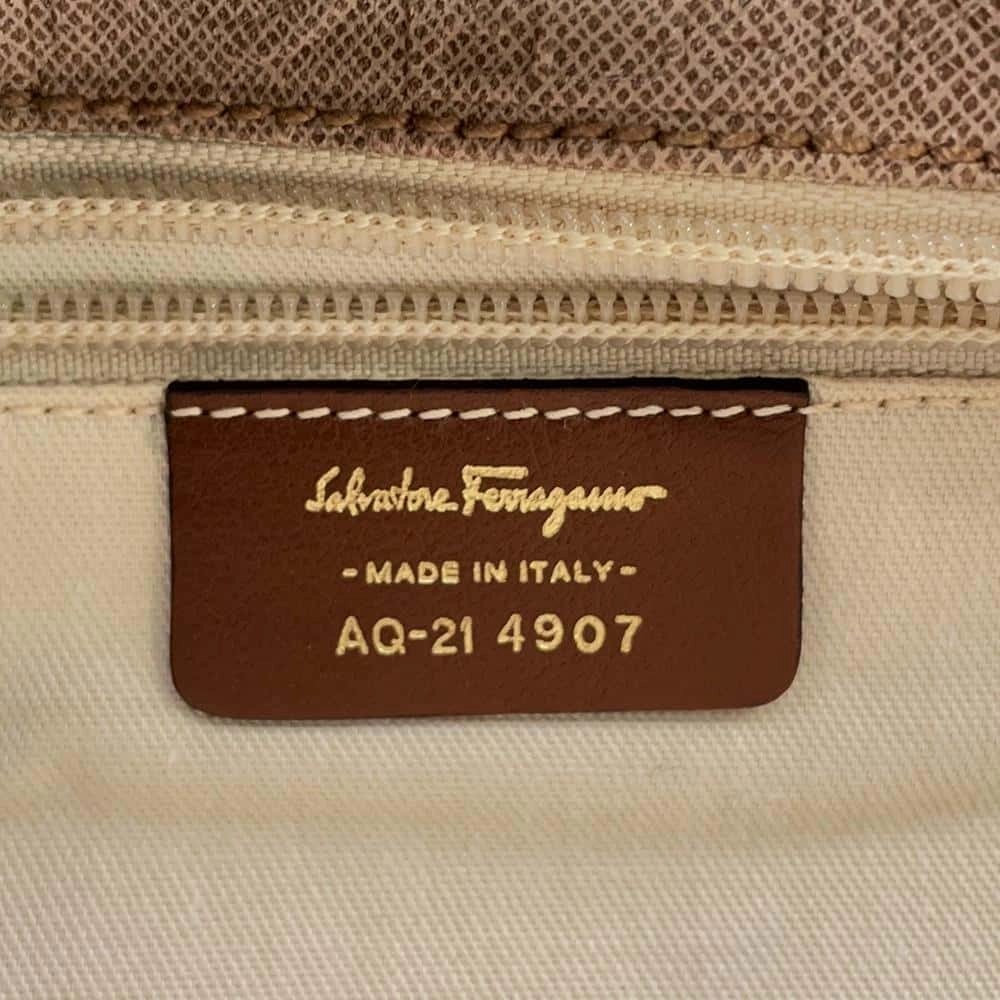 Salvatore Ferragamo
-MADE IN ITALY-
AQ-21 4907